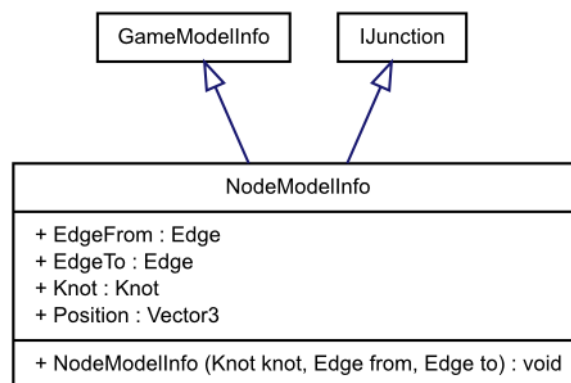 GameModelInfo
IJunction
NodeModelInfo
+ EdgeFrom : Edge
+ EdgeTo : Edge
+ Knot : Knot
+ Position : Vector3
+ NodeModelInfo (Knot knot, Edge from, Edge to) : void